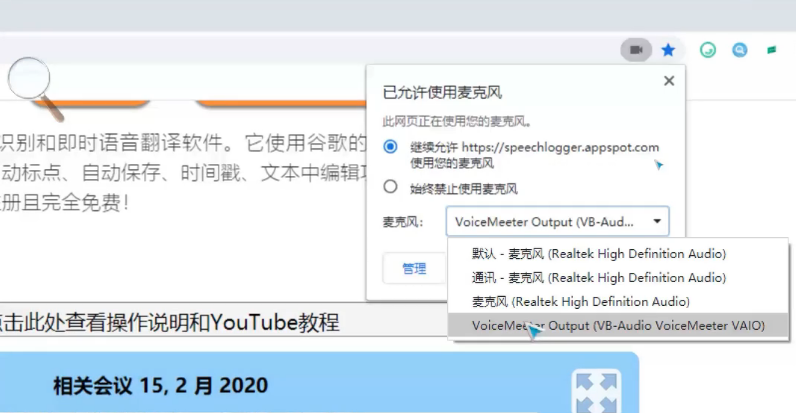 已允许使用麦克风
此网页正在使用您的麦克风。
继续允许 https://speechlogger.appspot.com
使用您的麦克风
始终禁止使用麦克风
麦克风:
VoiceMeeter Output (VB-Aud...
默认 - 麦克风 (Realtek High Definition Audio)
通讯 - 麦克风 (Realtek High Definition Audio)
麦克风 (Realtek High Definition Audio)
VoiceMeeter Output (VB-Audio VoiceMeeter VAIO)
管理
识别和即时语音翻译软件。它使用谷歌的
动标点、自动保存、时间戳、文本中编辑
册且完全免费!
点击此处查看操作说明和YouTube教程
相关会议 15, 2 月 2020